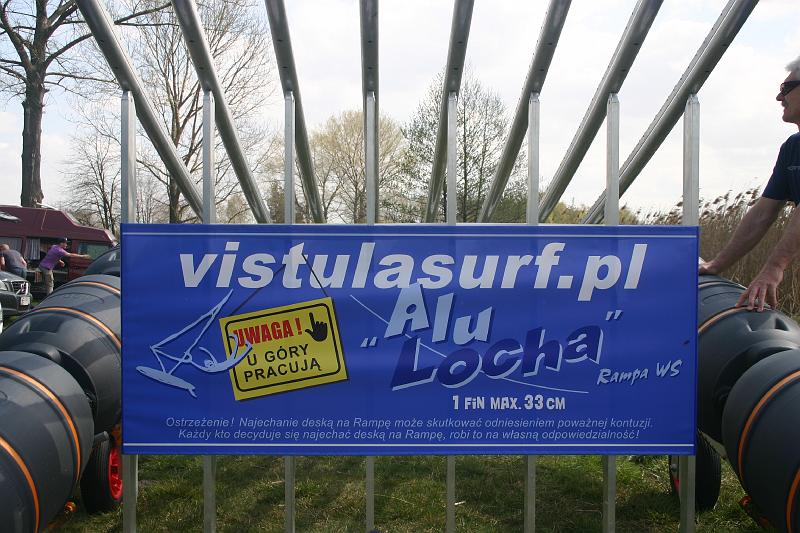 vistulasurf.pl
UWAGA!
U GÓRY
PRACUJĄ
"Alu
Locha"
Rampa WS
1 FiN MAX. 33 CM
Ostrzeżenie! Najechanie deską na Rampę może skutkować odniesieniem poważnej kontuzji.
Każdy kto decyduje się najechać deską na Rampę, robi to na własną odpowiedzialność!